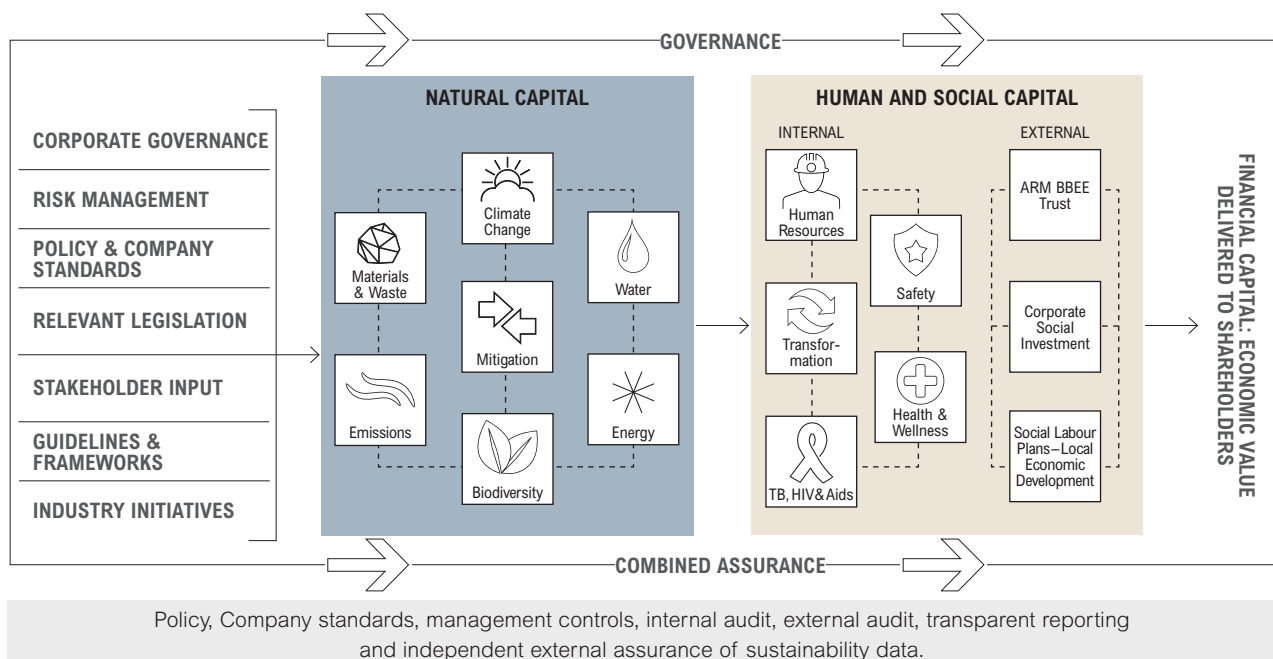 GOVERNANCE
CORPORATE GOVERNANCE
RISK MANAGEMENT
POLICY & COMPANY
STANDARDS
RELEVANT LEGISLATION
STAKEHOLDER INPUT
GUIDELINES &
FRAMEWORKS
INDUSTRY INITIATIVES
NATURAL CAPITAL
Climate
Change
Materials
& Waste
Water
Mitigation
Emissions
Energy
Biodiversity
HUMAN AND SOCIAL CAPITAL
INTERNAL
Human
Resources
Safety
Transfor-
mation
Health &
Wellness
TB, HIV & Aids
EXTERNAL
ARM BBEE
Trust
Corporate
Social
Investment
Social Labour
Plans–Local
Economic
Development
FINANCIAL CAPITAL: ECONOMIC VALUE
DELIVERED TO SHAREHOLDERS
COMBINED ASSURANCE
Policy, Company standards, management controls, internal audit, external audit, transparent reporting
and independent external assurance of sustainability data.